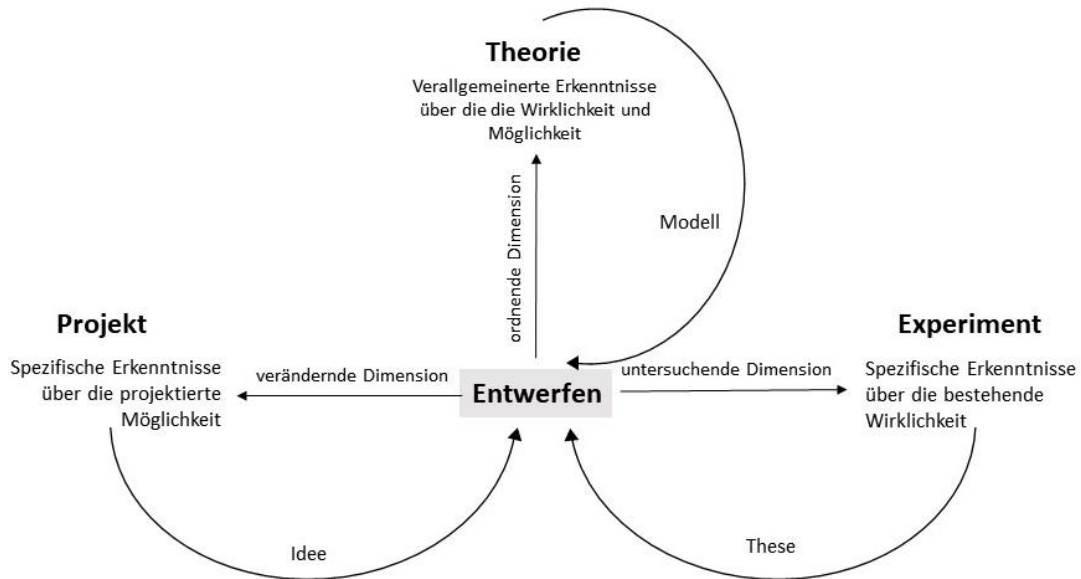 Theorie
Verallgemeinerte Erkenntnisse
über die die Wirklichkeit und
Möglichkeit
ordnende Dimension
Modell
Projekt
Spezifische Erkenntnisse
über die projektierte
Möglichkeit
verändernde Dimension
Entwerfen
untersuchende Dimension
Experiment
Spezifische Erkenntnisse
über die bestehende
Wirklichkeit
Idee
These